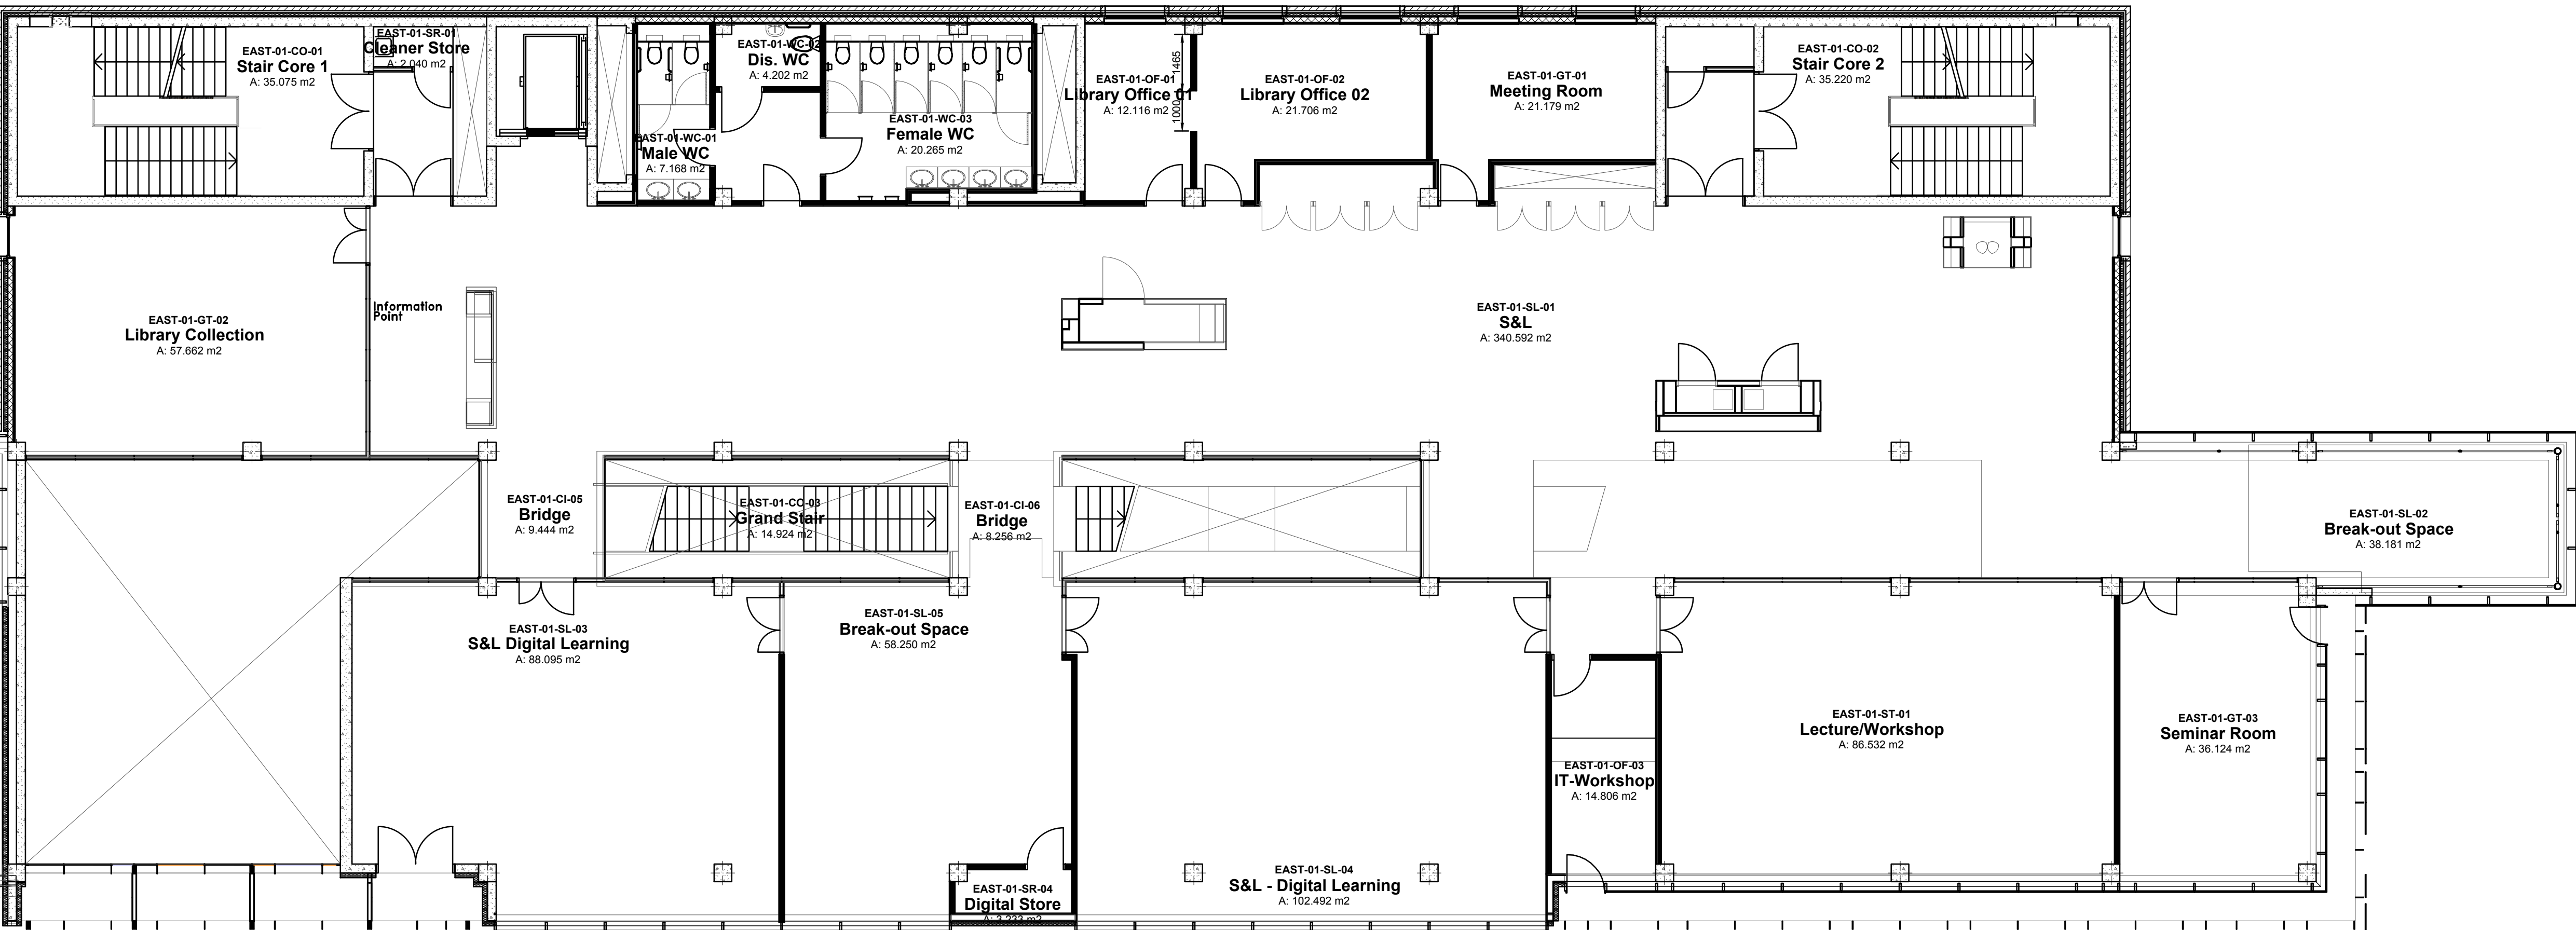 EAST-01-CO-01
Stair Core 1
A: 35.075 m2
EAST-01-SR-01
Cleaner Store
A: 2.040 m2
EAST-01-WC-01
Male WC
A: 7.168 m2
EAST-01-WC-02
Dis. WC
A: 4.202 m2
EAST-01-WC-03
Female WC
A: 20.265 m2
EAST-01-OF-01
Library Office 01
A: 12.116 m2
1465
1000
EAST-01-OF-02
Library Office 02
A: 21.706 m2
EAST-01-GT-01
Meeting Room
A: 21.179 m2
EAST-01-CO-02
Stair Core 2
A: 35.220 m2
EAST-01-GT-02
Library Collection
A: 57.662 m2
Information
Point
EAST-01-SL-01
S&L
A: 340.592 m2
EAST-01-CI-05
Bridge
A: 9.444 m2
EAST-01-CO-03
Grand Stair
A: 14.924 m2
EAST-01-CI-06
Bridge
A: 8.256 m2
EAST-01-SL-02
Break-out Space
A: 38.181 m2
EAST-01-SL-03
S&L Digital Learning
A: 88.095 m2
EAST-01-SL-05
Break-out Space
A: 58.250 m2
EAST-01-SR-04
Digital Store
A: 3.233 m2
EAST-01-SL-04
S&L - Digital Learning
A: 102.492 m2
EAST-01-OF-03
IT-Workshop
A: 14.806 m2
EAST-01-ST-01
Lecture/Workshop
A: 86.532 m2
EAST-01-GT-03
Seminar Room
A: 36.124 m2